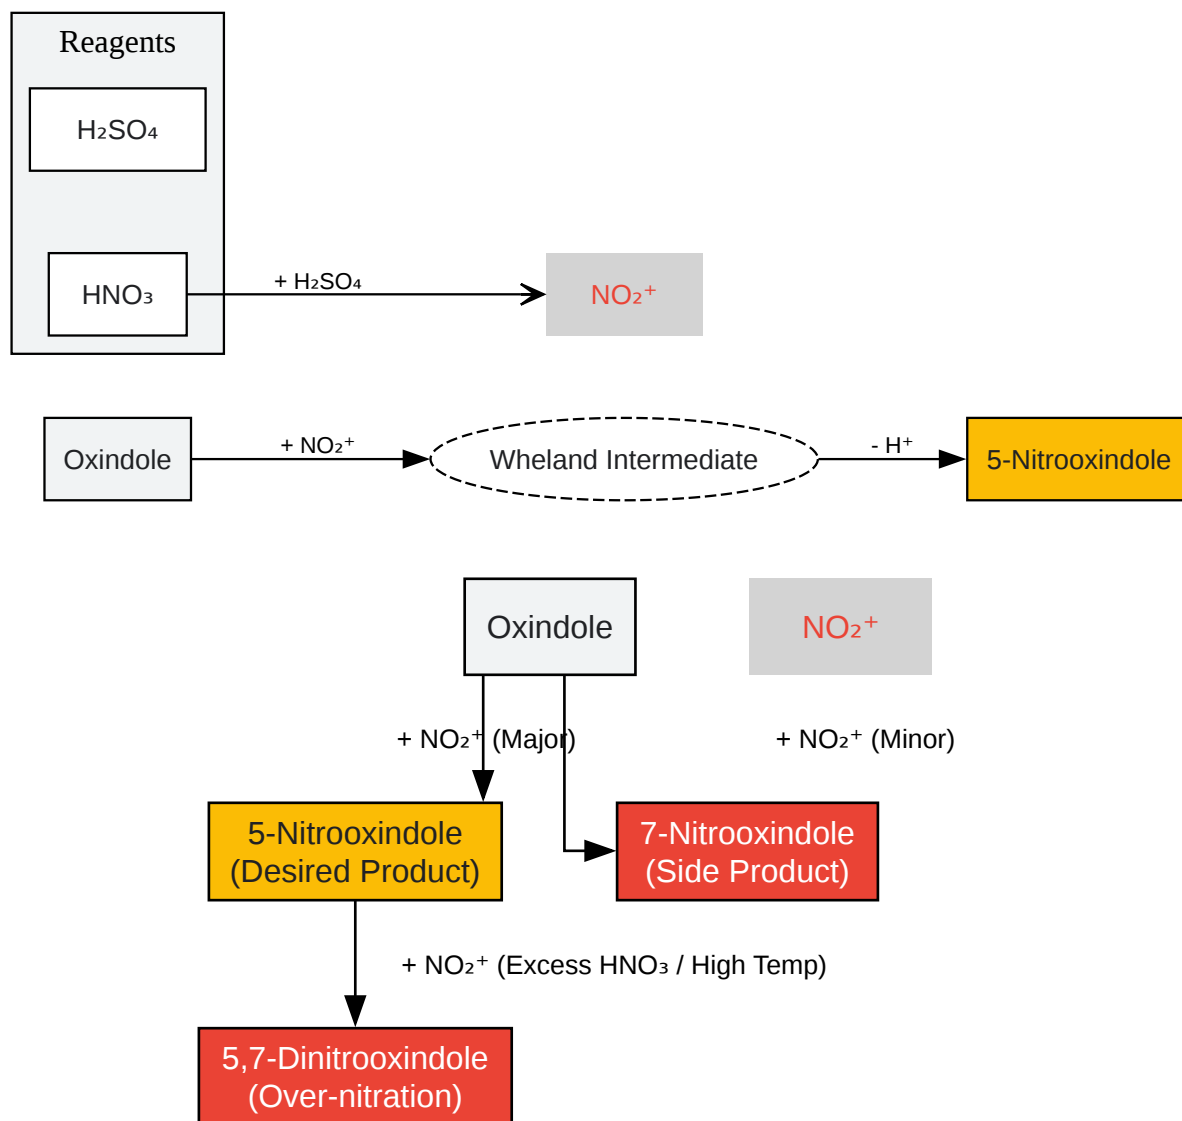 Reagents
H₂SO₄
HNO₃
+ H₂SO₄
NO₂⁺
Oxindole
+ NO₂⁺
Wheland Intermediate
- H⁺
5-Nitrooxindole
Oxindole
NO₂⁺
+ NO₂⁺ (Major)
+ NO₂⁺ (Minor)
5-Nitrooxindole
(Desired Product)
7-Nitrooxindole
(Side Product)
+ NO₂⁺ (Excess HNO₃ / High Temp)
5,7-Dinitrooxindole
(Over-nitration)